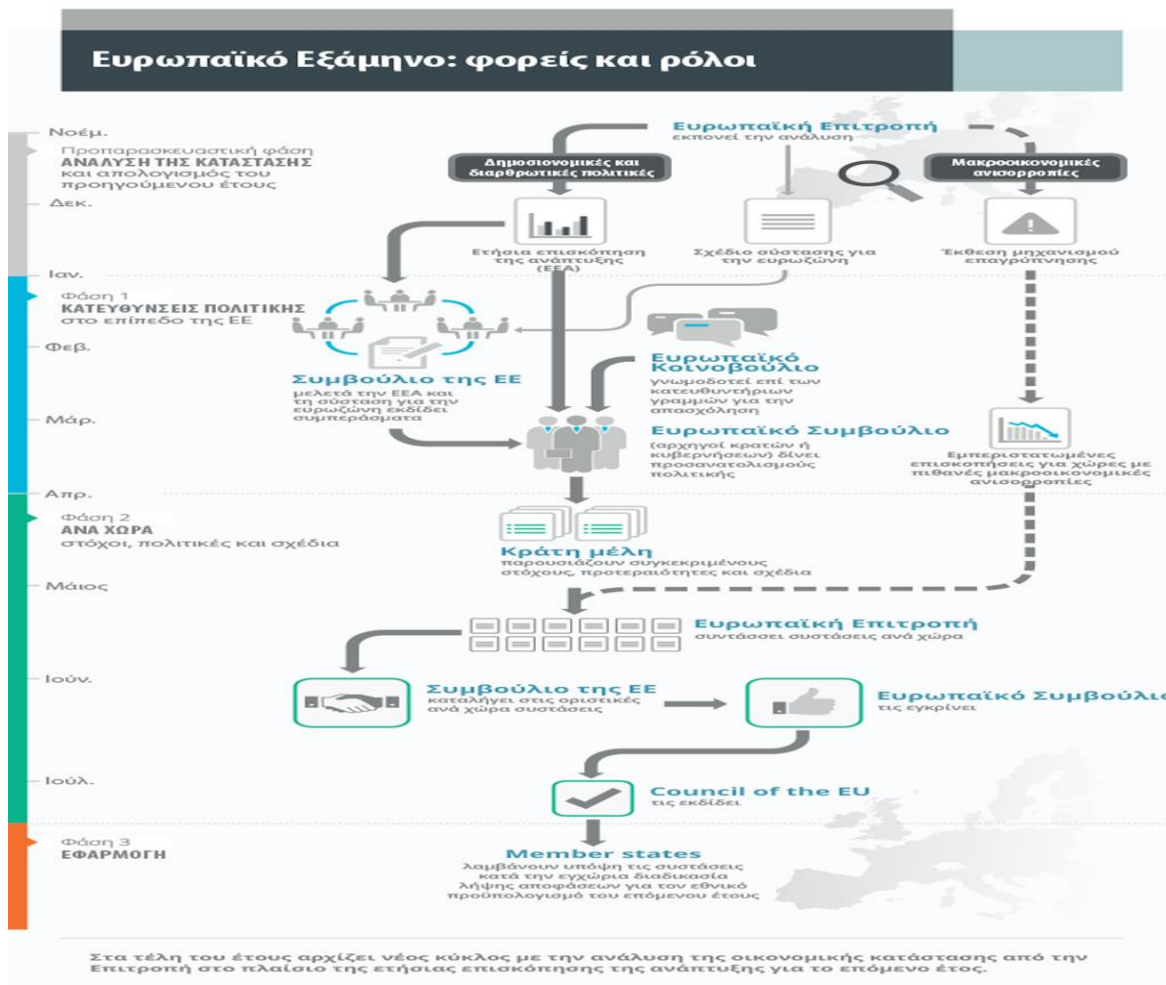 Ευρωπαϊκό Εξάμηνο: φορείς και ρόλοι
Νοέμ.
Προπαρασκευαστική φάση
ΑΝΑΛΥΣΗ ΤΗΣ ΚΑΤΑΣΤΑΣΗΣ
και απολογισμός του
προηγούμενου έτους
Δεκ.
Ευρωπαϊκή Επιτροπή
εκπονεί την ανάλυση
Δημοσιονομικές και
διαρθρωτικές πολιτικές
Μακροοικονομικές
ανισορροπίες
Ετήσια επισκόπηση
της ανάπτυξης
(ΕΕΑ)
Σχέδιο σύστασης για
την ευρωζώνη
Έκθεση μηχανισμού
επαγρύπνησης
Ιαν.
Φάση 1
ΚΑΤΕΥΘΥΝΣΕΙΣ ΠΟΛΙΤΙΚΗΣ
στο επίπεδο της ΕΕ
Φεβ.
Συμβούλιο της ΕΕ
μελετά την ΕΕΑ και
τη σύσταση για την
ευρωζώνη εκδίδει
συμπεράσματα
Ευρωπαϊκό
Κοινοβούλιο
γνωμοδοτεί επί των
κατευθυντήριων
γραμμών για την
απασχόληση
Μάρ.
Ευρωπαϊκό Συμβούλιο
(αρχηγοί κρατών ή
κυβερνήσεων) δίνει
προσανατολισμούς
πολιτικής
Εμπεριστατωμένες
επισκοπήσεις για χώρες με
πιθανές μακροοικονομικές
ανισορροπίες
Απρ.
Φάση 2
ΑΝΑ ΧΩΡΑ
στόχοι, πολιτικές και σχέδια
Κράτη μέλη
παρουσιάζουν συγκεκριμένους
στόχους, προτεραιότητες και σχέδια
Μάιος
Ευρωπαϊκή Επιτροπή
συντάσσει συστάσεις ανά χώρα
Ιούν.
Συμβούλιο της ΕΕ
καταλήγει στις οριστικές
ανά χώρα συστάσεις
Ευρωπαϊκό Συμβούλιο
τις εγκρίνει
Ιούλ.
Council of the EU
τις εκδίδει
Φάση 3
ΕΦΑΡΜΟΓΗ
Member states
λαμβάνουν υπόψη τις συστάσεις
κατά την εγχώρια διαδικασία
λήψης αποφάσεων για τον εθνικό
προϋπολογισμό του επόμενου έτους
Στα τέλη του έτους αρχίζει νέος κύκλος με την ανάλυση της οικονομικής κατάστασης από την
Επιτροπή στο πλαίσιο της ετήσιας επισκόπησης της ανάπτυξης για το επόμενο έτος.